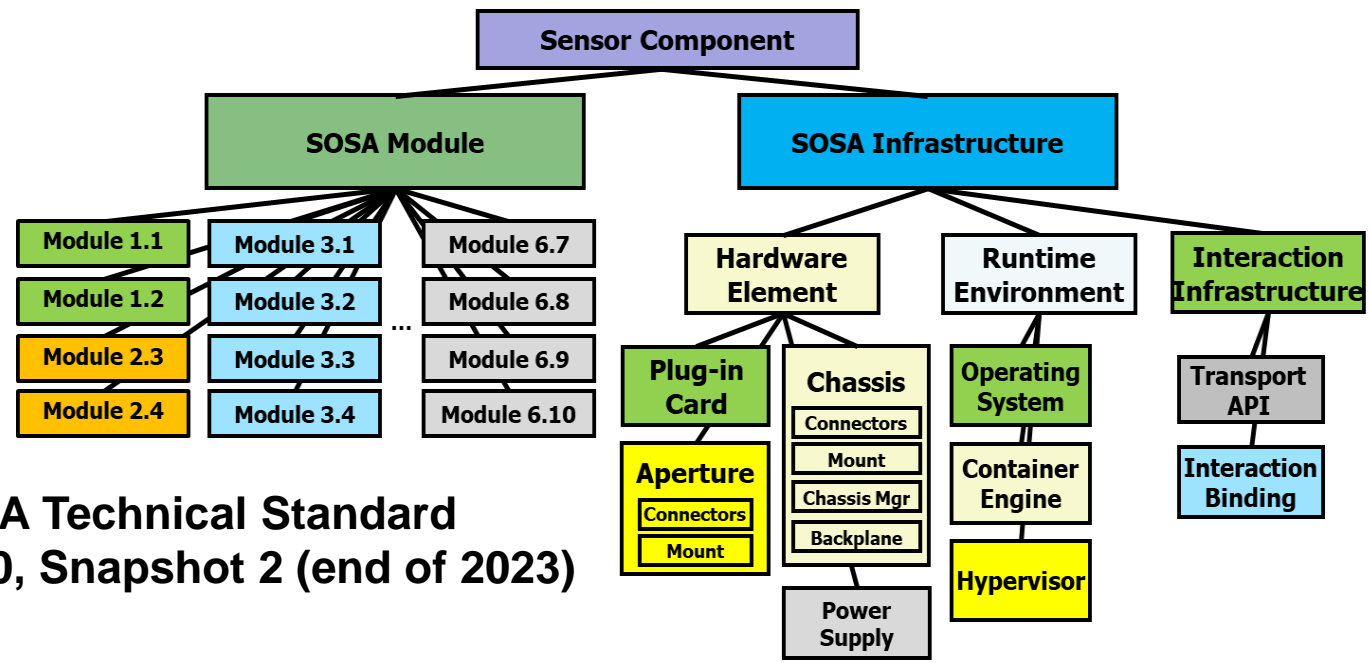 Sensor Component
SOSA Module
SOSA Infrastructure
Module 1.1
Module 1.2
Module 2.3
Module 2.4
Module 3.1
Module 3.2
Module 3.3
Module 3.4
...
Module 6.7
Module 6.8
Module 6.9
Module 6.10
Hardware
Element
Plug-in
Card
Aperture
Connectors
Mount
Chassis
Connectors
Mount
Chassis Mgr
Backplane
Power
Supply
Runtime
Environment
Operating
System
Container
Engine
Hypervisor
Interaction
Infrastructure
Transport
API
Interaction
Binding
A Technical Standard
0, Snapshot 2 (end of 2023)